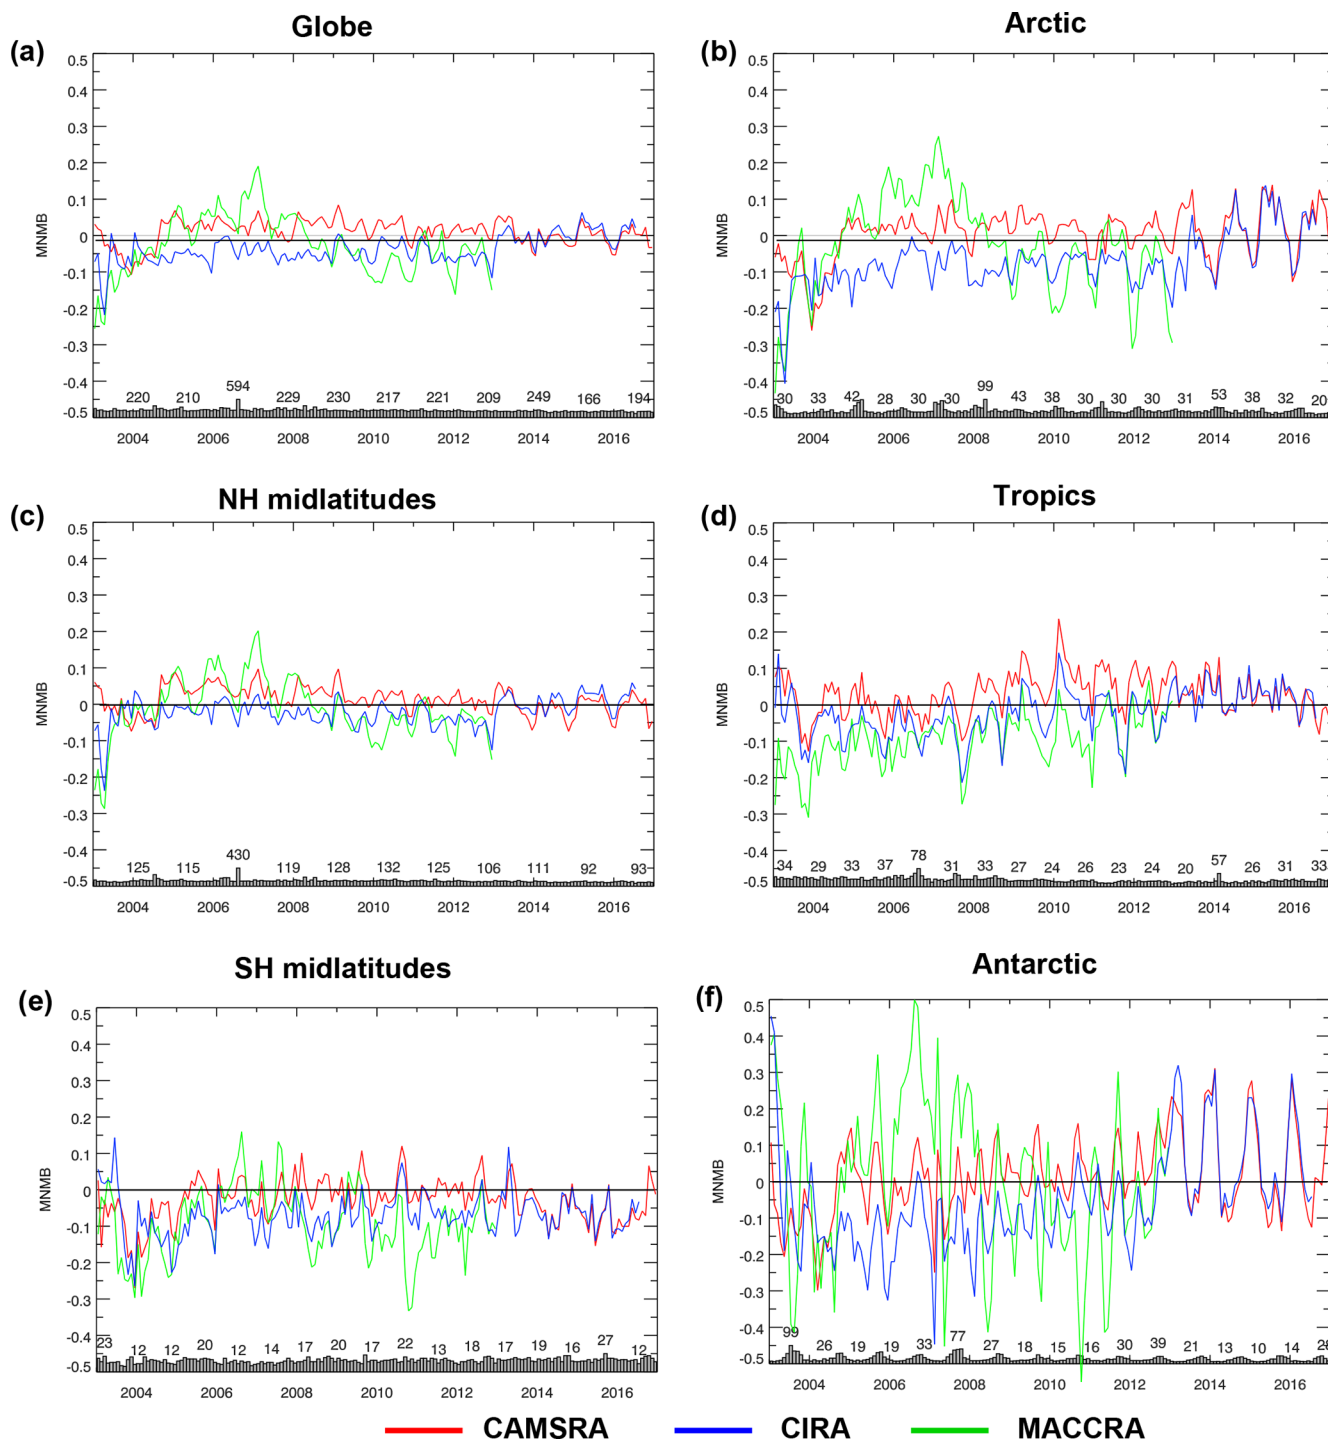 Globe
Arctic
(a)
(b)
0.5
0.4
0.3
0.2
0.1
0
-0.1
-0.2
-0.3
-0.4
-0.5
MNMB
220 210 594 229 230 217 221 209 249 166 194
2004 2006 2008 2010 2012 2014 2016
0.5
0.4
0.3
0.2
0.1
0
-0.1
-0.2
-0.3
-0.4
-0.5
MNMB
30 33 42 28 30 30 99 43 38 30 30 30 31 53 38 32 20
2004 2006 2008 2010 2012 2014 2016
NH midlatitudes
Tropics
(c)
(d)
0.5
0.4
0.3
0.2
0.1
0
-0.1
-0.2
-0.3
-0.4
-0.5
MNMB
125 115 430 119 128 132 125 106 111 92 93
2004 2006 2008 2010 2012 2014 2016
0.5
0.4
0.3
0.2
0.1
0
-0.1
-0.2
-0.3
-0.4
-0.5
MNMB
34 29 33 37 78 31 33 27 24 26 23 24 20 57 26 31 33
2004 2006 2008 2010 2012 2014 2016
SH midlatitudes
Antarctic
(e)
(f)
0.5
0.4
0.3
0.2
0.1
0
-0.1
-0.2
-0.3
-0.4
-0.5
MNMB
23 12 12 20 12 14 17 20 17 22 13 18 17 19 16 27 12
2004 2006 2008 2010 2012 2014 2016
0.5
0.4
0.3
0.2
0.1
0
-0.1
-0.2
-0.3
-0.4
-0.5
MNMB
99 26 19 19 33 77 27 18 15 16 30 39 21 13 10 14 26
2004 2006 2008 2010 2012 2014 2016
CAMSRA CIRA MACCRA